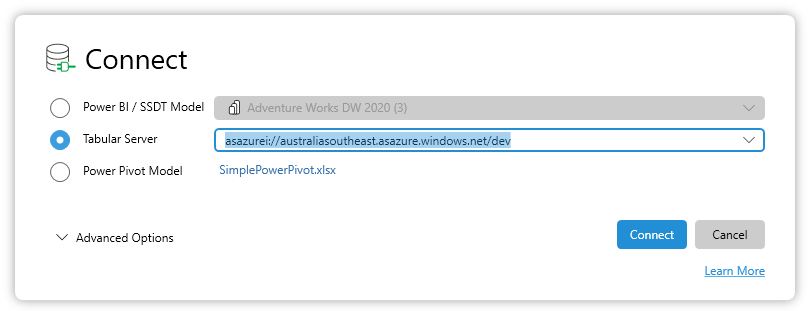 Connect
Power BI / SSDT Model Adventure Works DW 2020 (3)
Tabular Server asazurei://australiasoutheast.asazure.windows.net/dev
Power Pivot Model SimplePowerPivot.xlsx
Advanced Options Connect Cancel
Learn More